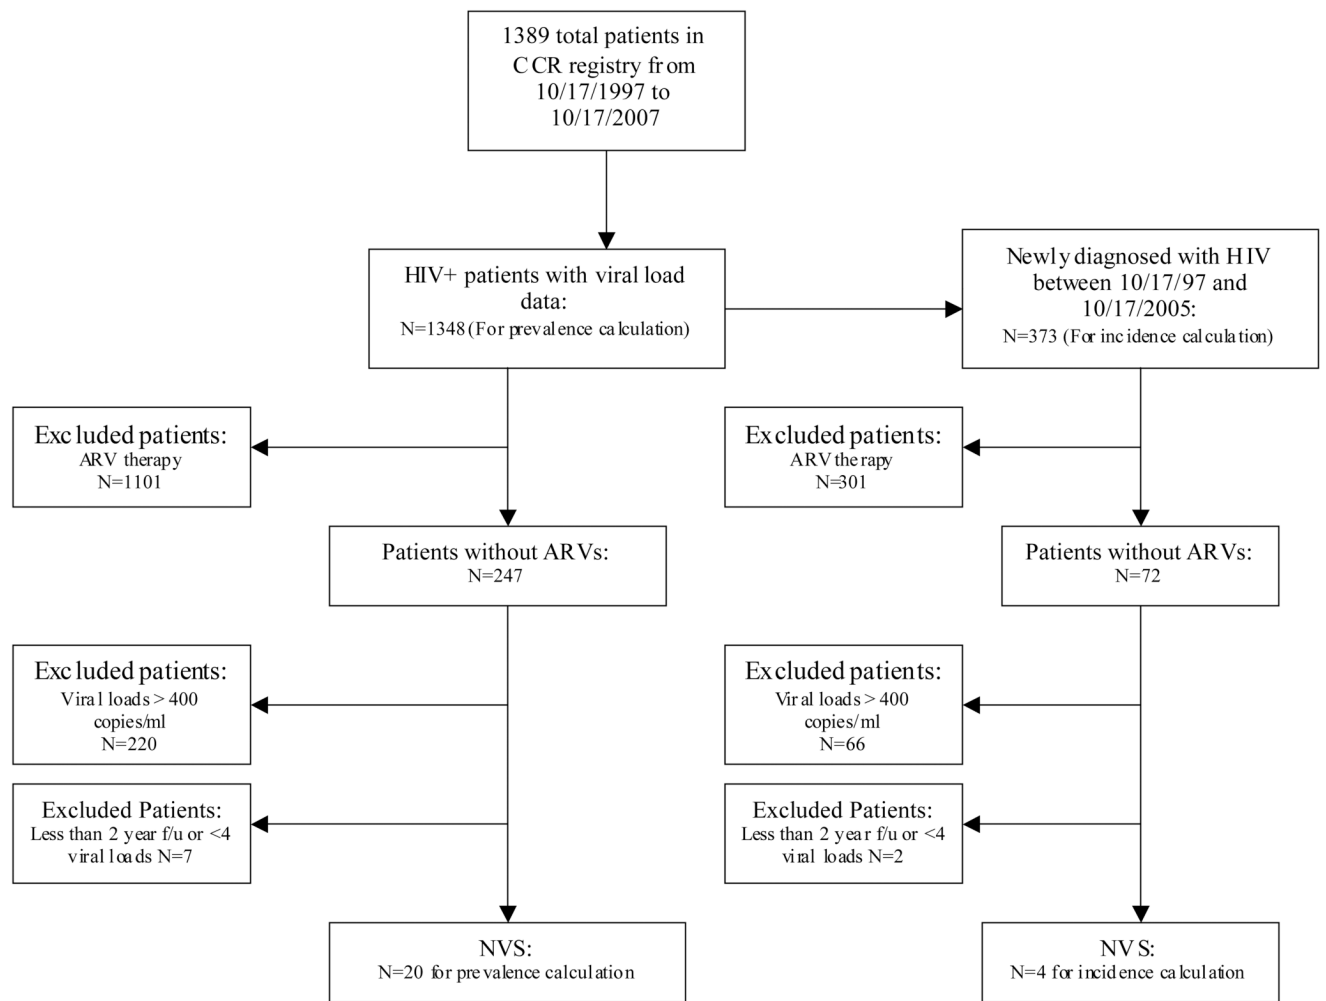 1389 total patients in
CCR registry from
10/17/1997 to
10/17/2007
HIV+ patients with viral load
data:
N=1348 (For prevalence calculation)
Newly diagnosed with HIV
between 10/17/97 and
10/17/2005:
N=373 (For incidence calculation)
Excluded patients:
ARV therapy
N=1101
Excluded patients:
ARV therapy
N=301
Patients without ARVs:
N=247
Patients without ARVs:
N=72
Excluded patients:
Viral loads > 400
copies/ml
N=220
Excluded patients:
Viral loads > 400
copies/ml
N=66
Excluded Patients:
Less than 2 year f/u or <4
viral loads N=7
Excluded Patients:
Less than 2 year f/u or <4
viral loads N=2
NVS:
N=20 for prevalence calculation
NVS:
N=4 for incidence calculation